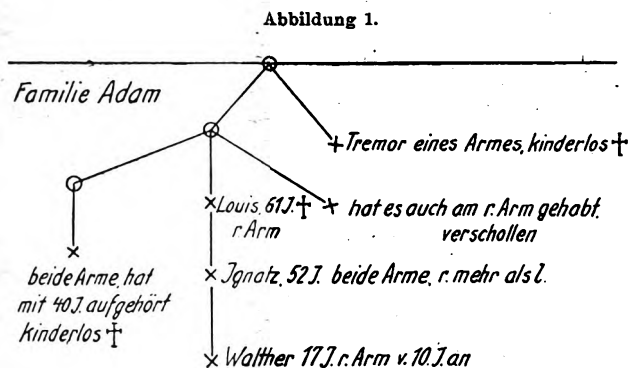 Abbildung 1.
Familie Adam
Tremor eines Armes, kinderlos †
Louis, 61 J. †
r Arm
hat es auch am r. Arm gehabt,
verschollen
beide Arme, hat
mit 40 J. aufgehört
kinderlos †
Jgnatz, 52 J. beide Arme, r. mehr als l.
Walther 17 J. r. Arm v. 10. J. an